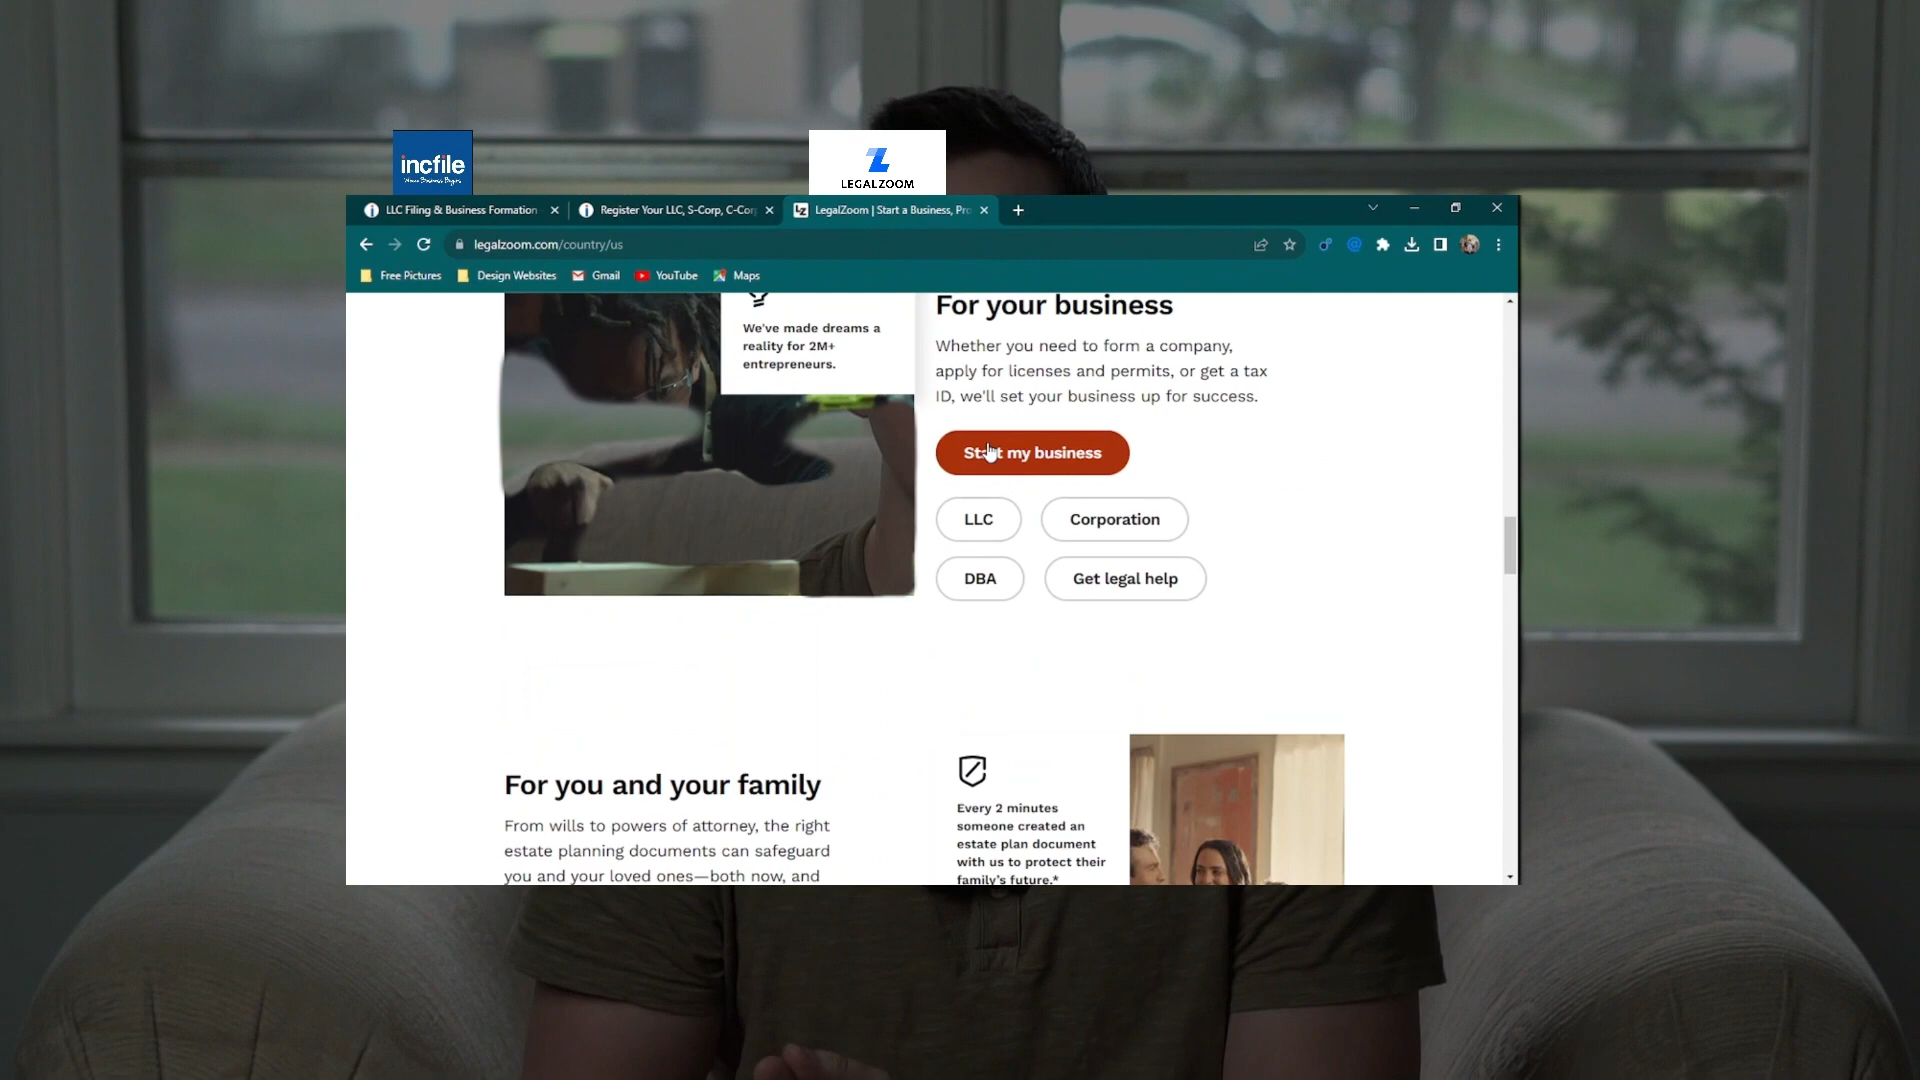 incfile
LEGALZOOM
LLC Filing & Business Formation
Register Your LLC, S-Corp, C-Cor
LegalZoom | Start a Business, Pro
legalzoom.com/country/us
Free Pictures
Design Websites
Gmail
YouTube
Maps
We've made dreams a
reality for 2M+
entrepreneurs.
For your business
Whether you need to form a company,
apply for licenses and permits, or get a tax
ID, we'll set your business up for success.
Start my business
LLC
Corporation
DBA
Get legal help
For you and your family
From wills to powers of attorney, the right
estate planning documents can safeguard
you and your loved ones—both now, and
Every 2 minutes
someone created an
estate plan document
with us to protect their
family's future.*